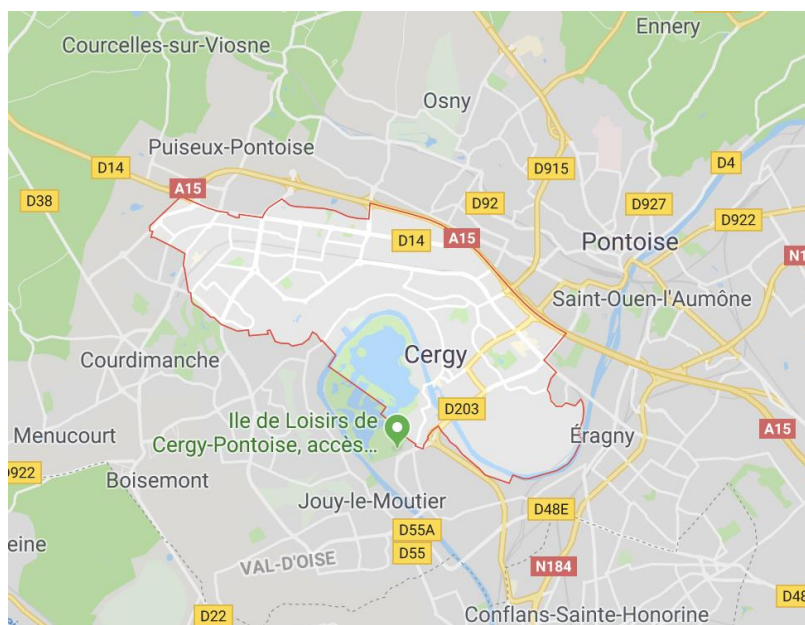 Ennery
Courcelles-sur-Viosne
Osny
Puiseux-Pontoise
D14
D915
D4
A15
D38
D92
D927
D922
D14
A15
Pontoise
N1
Saint-Ouen-l'Aumône
Courdimanche
Cergy
D203
Ile de Loisirs de
Cergy-Pontoise, accès...
Menucourt
Éragny
A15
D922
Boisemont
Jouy-le-Moutier
D48E
D55A
eine
D55
VAL-D'OISE
N184
D48
D22
Conflans-Sainte-Honorine